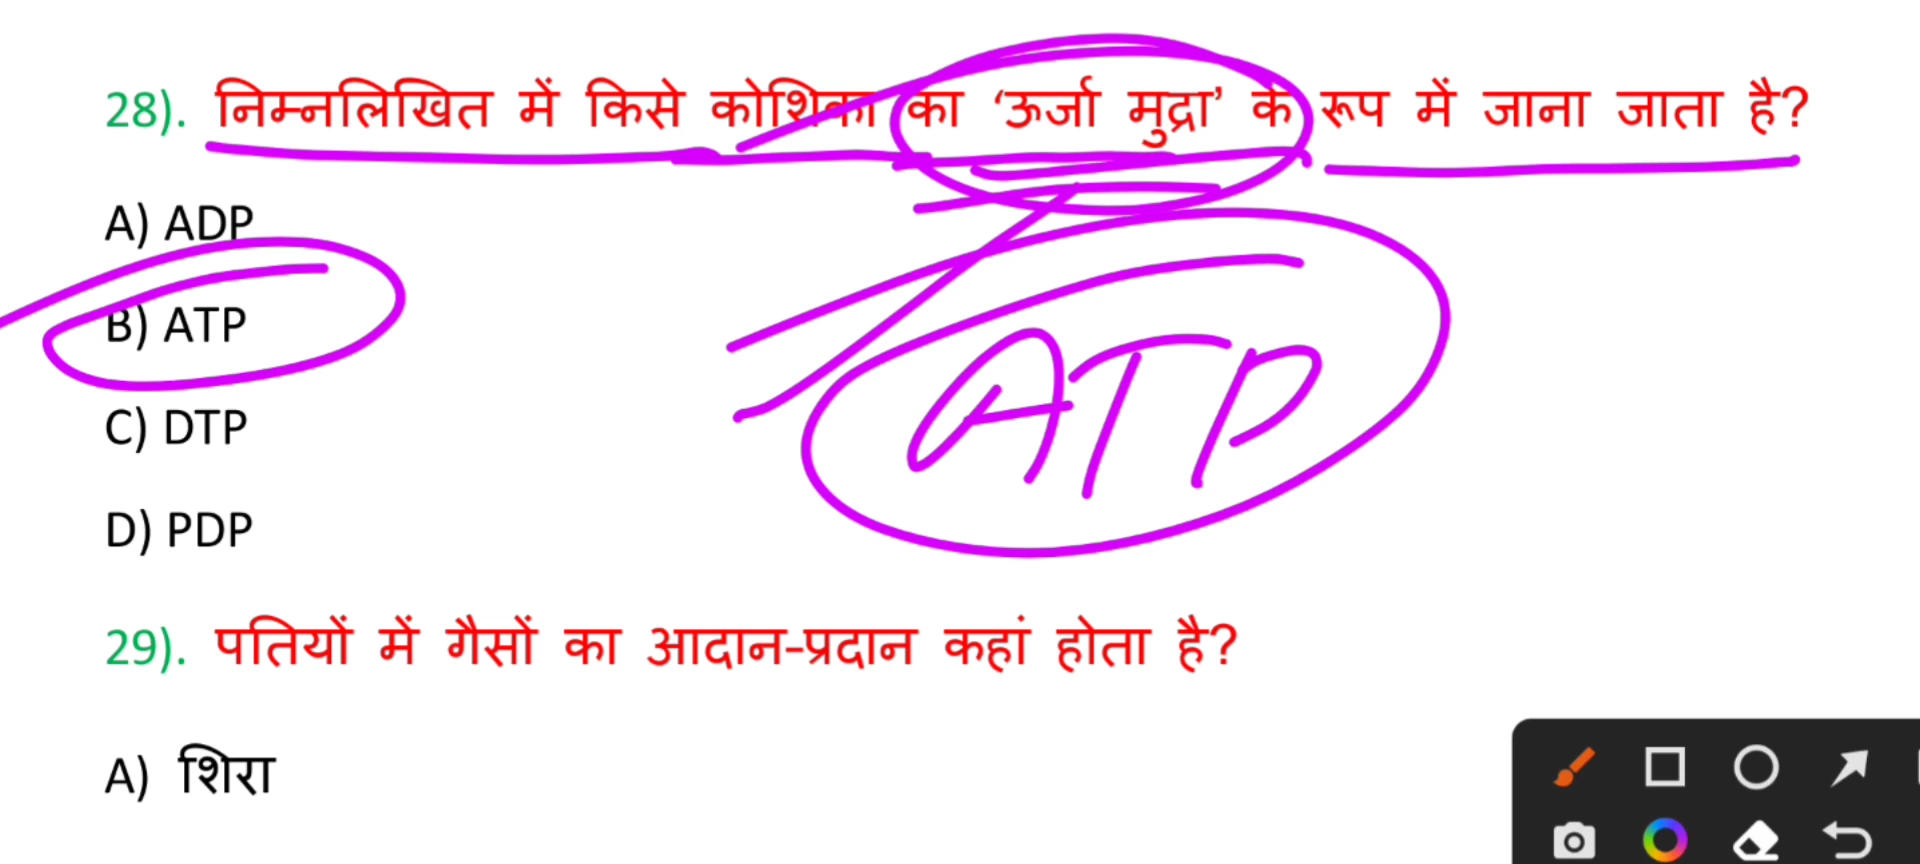 28). निम्नलिखित में किसे कोशिका का ‘ऊर्जा मुद्रा’ के रूप में जाना जाता है?
A) ADP
B) ATP
ATP
C) DTP
D) PDP
29). पतियों में गैसों का आदान-प्रदान कहां होता है?
A) शिरा